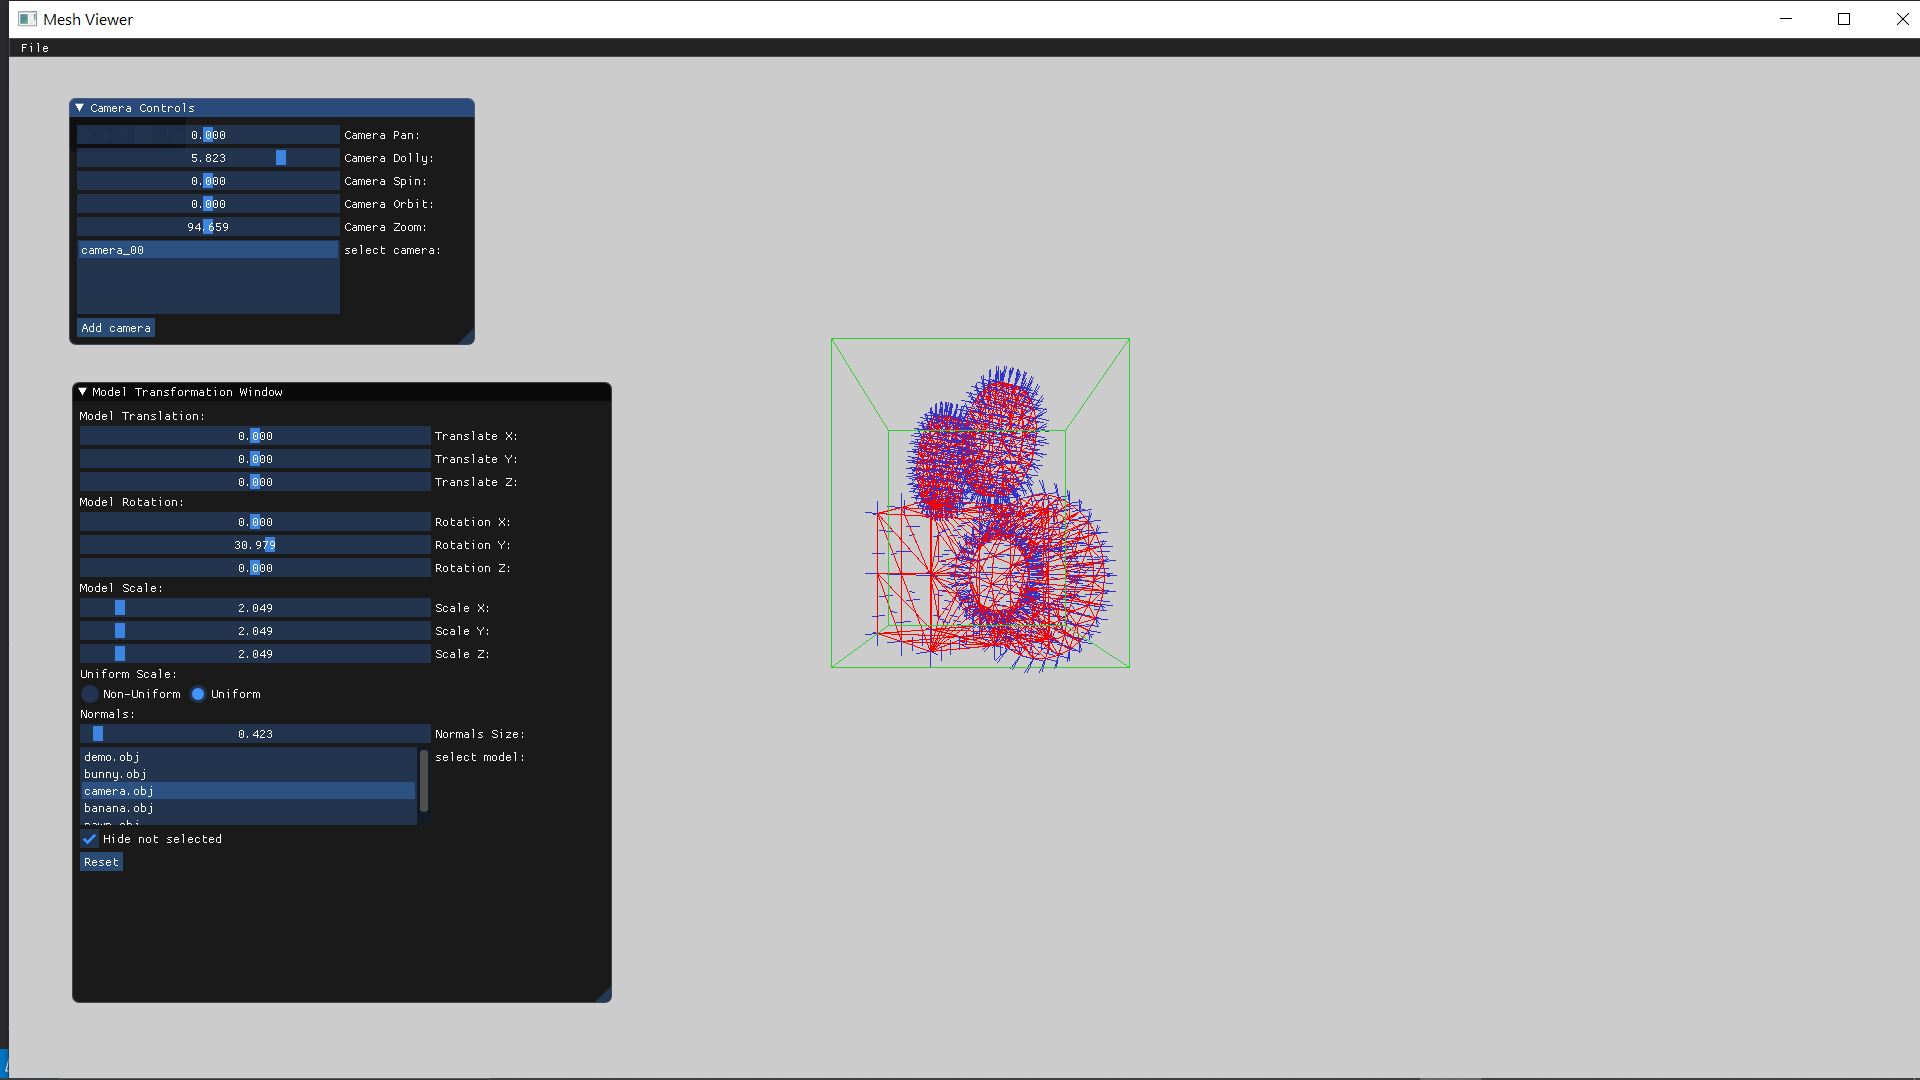 Mesh Viewer
File
Camera Controls
0.000 Camera Pan:
5.823 Camera Dolly:
0.000 Camera Spin:
0.000 Camera Orbit:
94.659 Camera Zoom:
camera_00 select camera:
Add camera
Model Transformation Window
Model Translation:
0.000 Translate X:
0.000 Translate Y:
0.000 Translate Z:
Model Rotation:
0.000 Rotation X:
30.979 Rotation Y:
0.000 Rotation Z:
Model Scale:
2.049 Scale X:
2.049 Scale Y:
2.049 Scale Z:
Uniform Scale:
Non-Uniform Uniform
Normals:
0.423 Normals Size:
demo.obj select model:
bunny.obj
camera.obj
banana.obj
Hide not selected
Reset